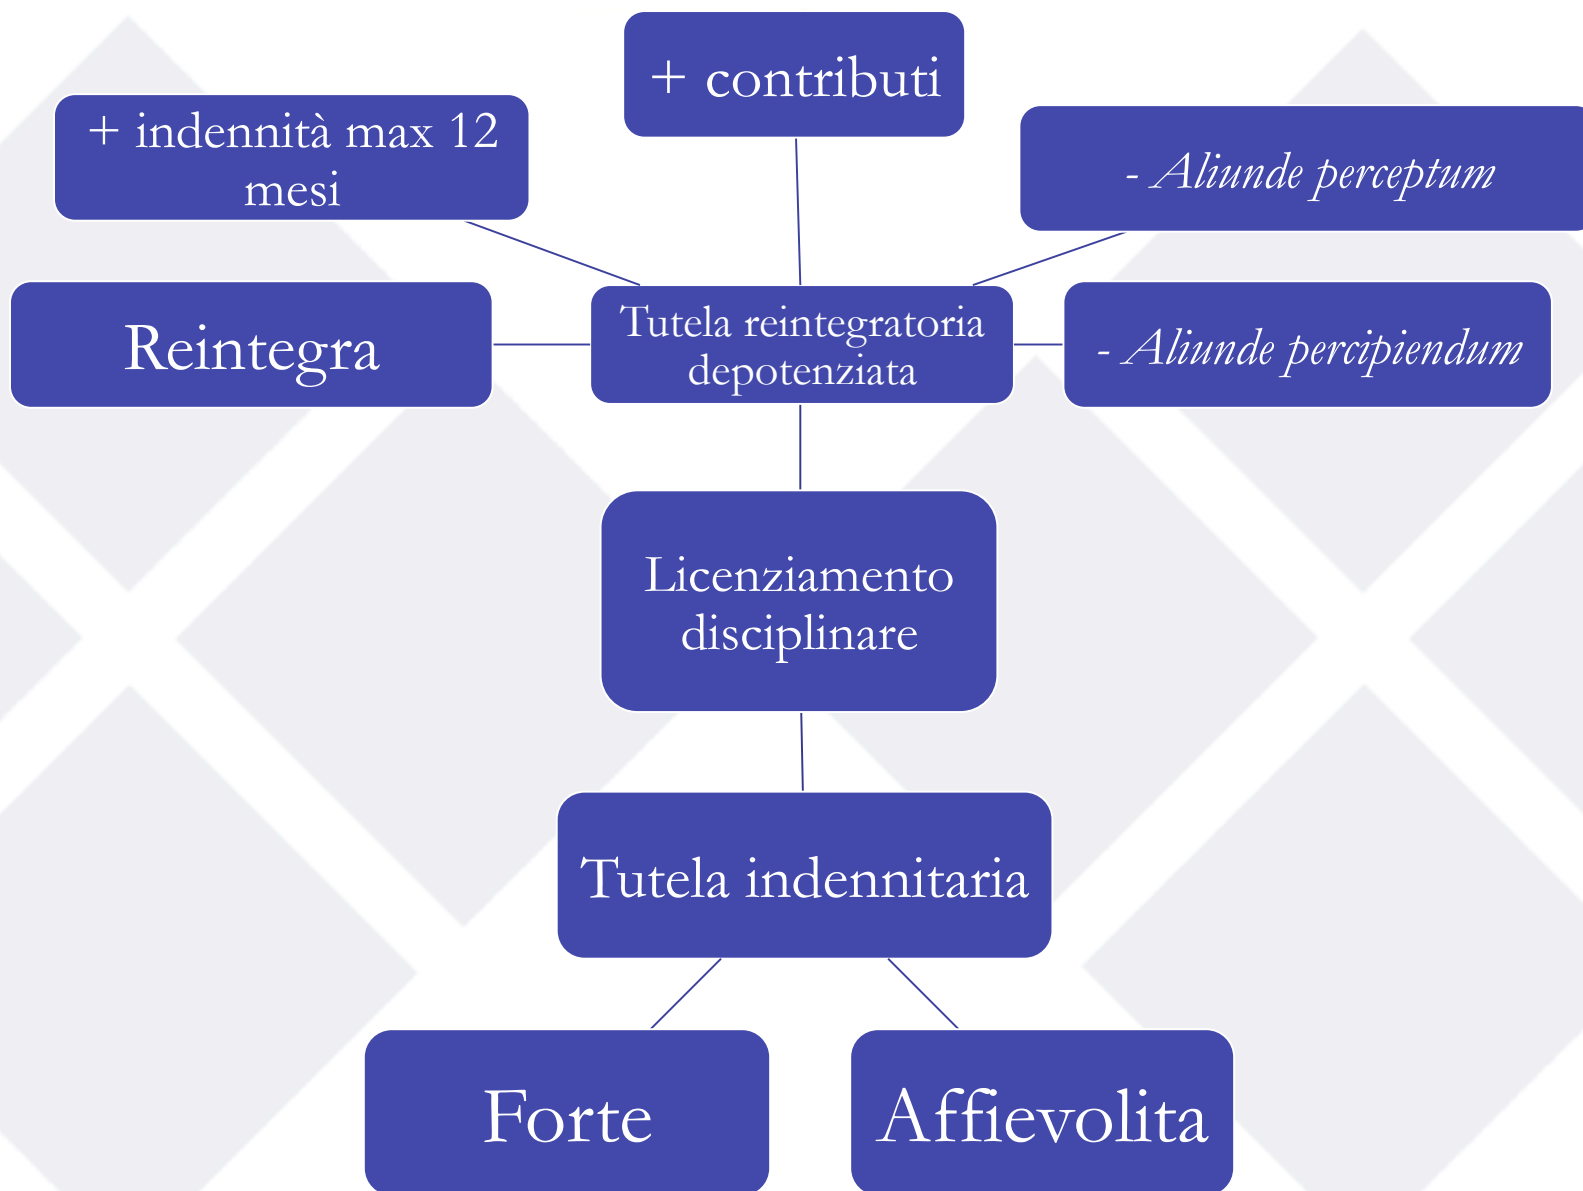 + contributi
+ indennità max 12
mesi
- Aliunde perceptum
Reintegra
Tutela reintegratoria
depotenziata
- Aliunde percipiendum
Licenziamento
disciplinare
Tutela indennitaria
Forte
Affievolita